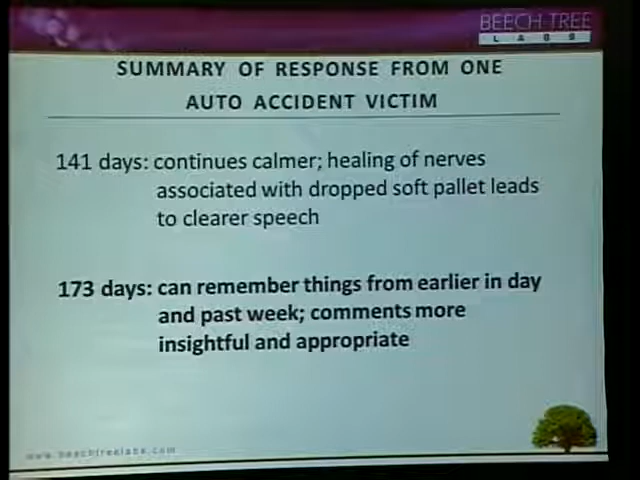 BEECH TREE
LABS
SUMMARY OF RESPONSE FROM ONE
AUTO ACCIDENT VICTIM
141 days: continues calmer; healing of nerves
associated with dropped soft pallet leads
to clearer speech
173 days: can remember things from earlier in day
and past week; comments more
insightful and appropriate
www.beechtreelabs.com